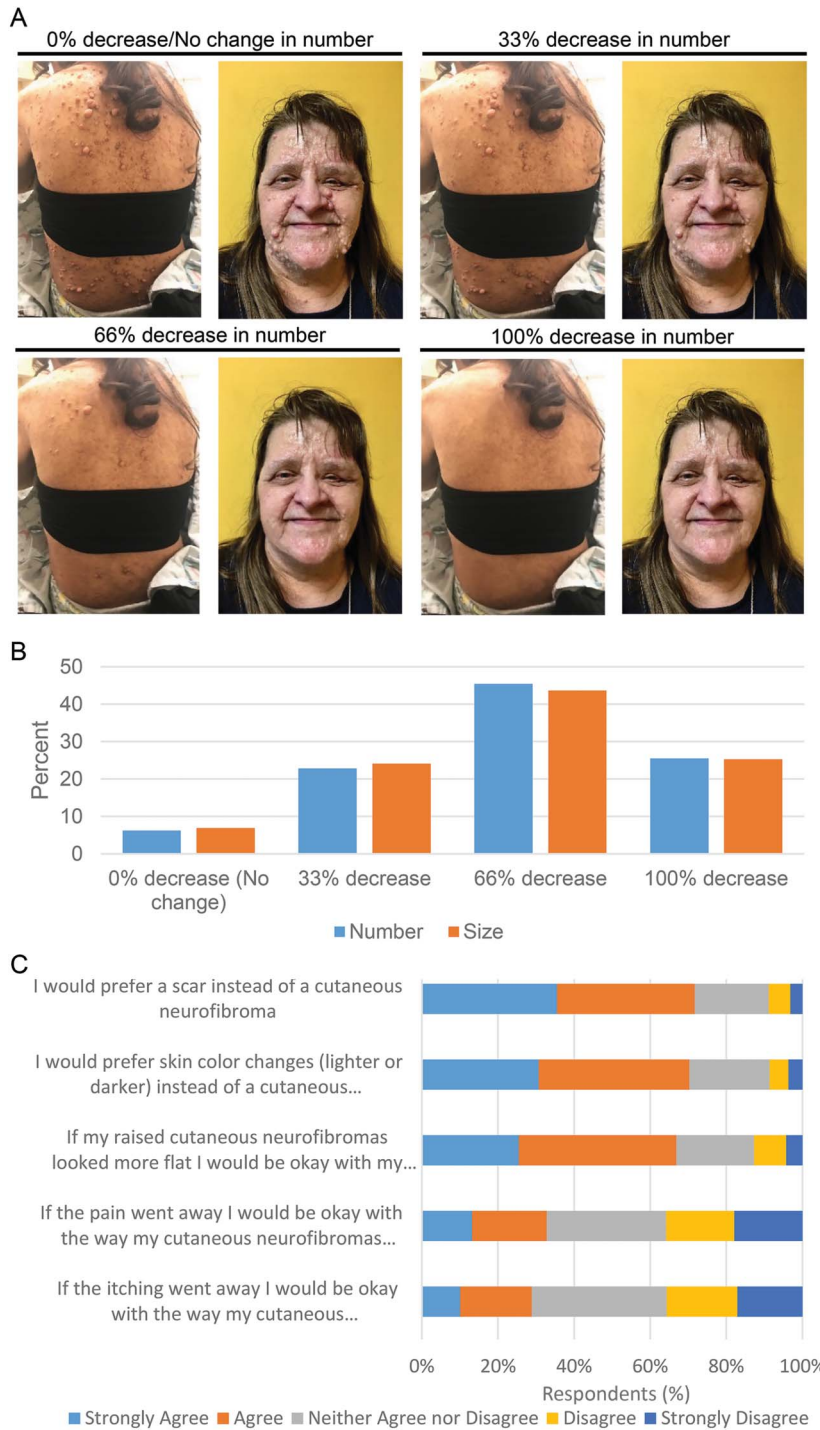 A
0% decrease/No change in number
33% decrease in number
66% decrease in number
100% decrease in number
B
50
40
30
20
10
0
Percent
0% decrease (No
change)
33% decrease
66% decrease
100% decrease
Number
Size
C
I would prefer a scar instead of a cutaneous
neurofibroma
I would prefer skin color changes (lighter or
darker) instead of a cutaneous...
If my raised cutaneous neurofibromas
looked more flat I would be okay with my...
If the pain went away I would be okay with
the way my cutaneous neurofibromas...
If the itching went away I would be okay
with the way my cutaneous...
0% 20% 40% 60% 80% 100%
Respondents (%)
Strongly Agree Agree Neither Agree nor Disagree Disagree Strongly Disagree